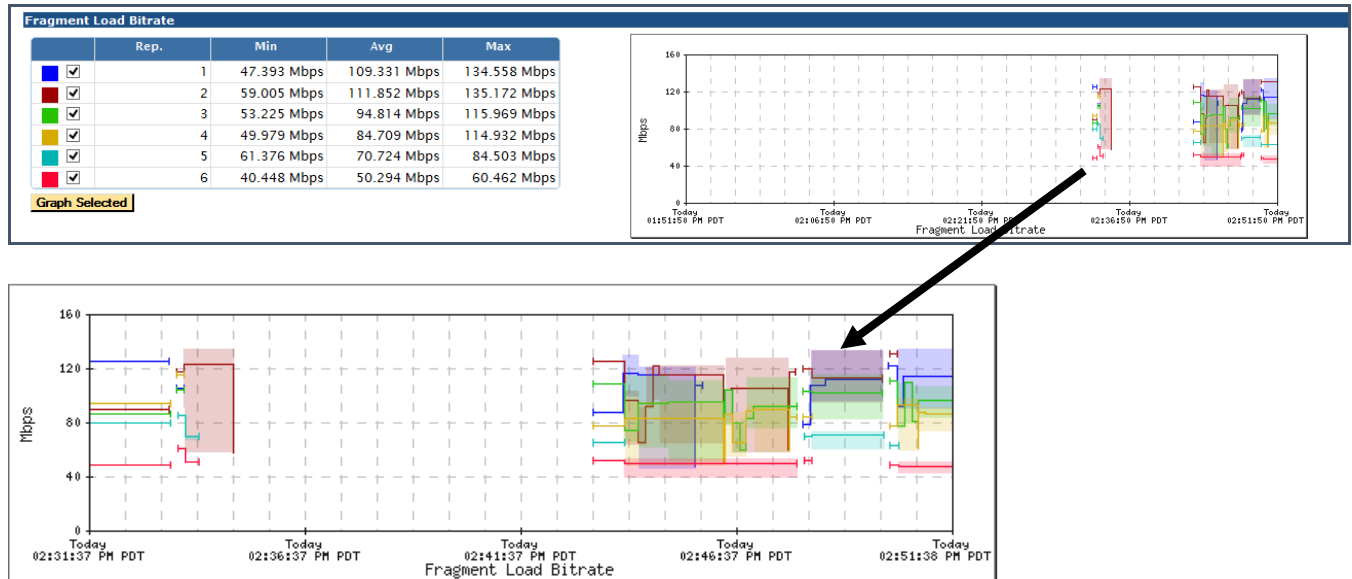 Fragment Load Bitrate
Rep. Min Avg Max
1 47.393 Mbps 109.331 Mbps 134.558 Mbps
2 59.005 Mbps 111.852 Mbps 135.172 Mbps
3 53.225 Mbps 94.814 Mbps 115.969 Mbps
4 49.979 Mbps 84.709 Mbps 114.932 Mbps
5 61.376 Mbps 70.724 Mbps 84.503 Mbps
6 40.448 Mbps 50.294 Mbps 60.462 Mbps
Graph Selected
160
120
80
40
0
Mbps
Today Today Today Today Today
01:51:50 PM PDT 02:06:50 PM PDT 02:21:50 PM PDT 02:36:50 PM PDT 02:51:50 PM PDT
Fragment Load Bitrate
160
120
80
40
0
Mbps
Today Today Today Today Today
02:31:37 PM PDT 02:36:37 PM PDT 02:41:37 PM PDT 02:46:37 PM PDT 02:51:38 PM PDT
Fragment Load Bitrate